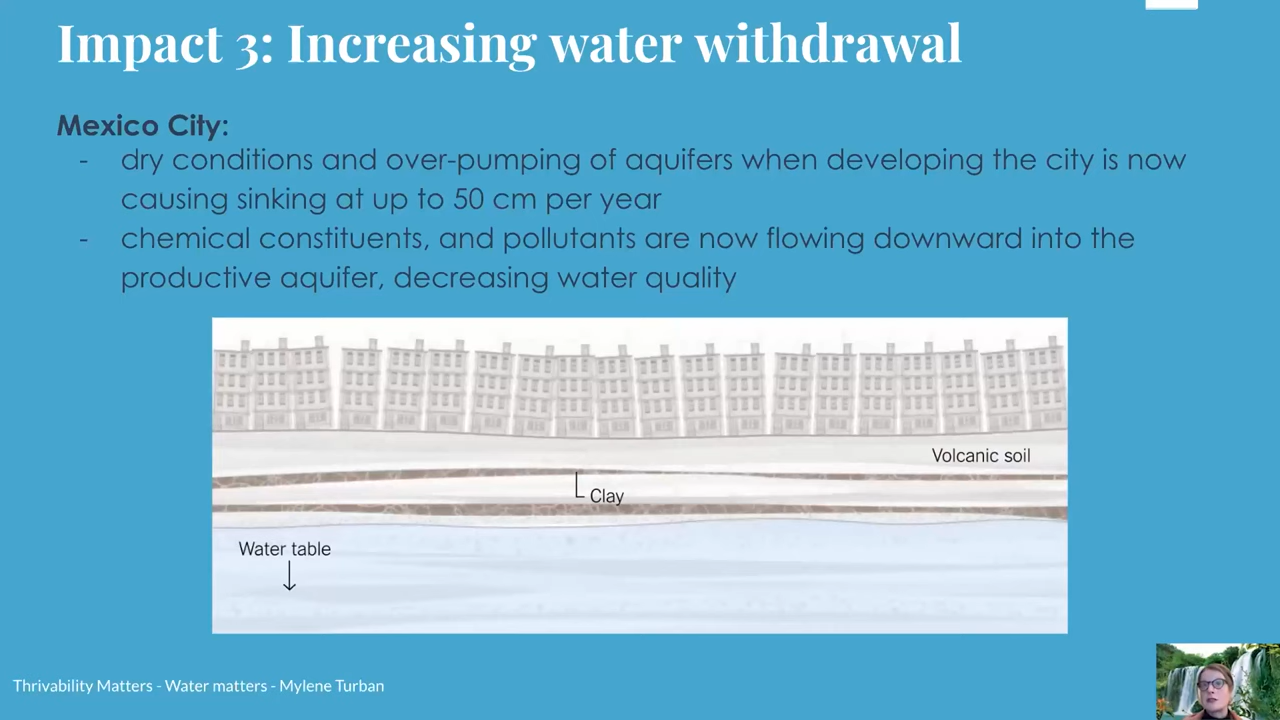 Impact 3: Increasing water withdrawal
Mexico City:
- dry conditions and over-pumping of aquifers when developing the city is now
causing sinking at up to 50 cm per year
- chemical constituents, and pollutants are now flowing downward into the
productive aquifer, decreasing water quality
Volcanic soil
Clay
Water table
Thrivability Matters - Water matters - Mylene Turban